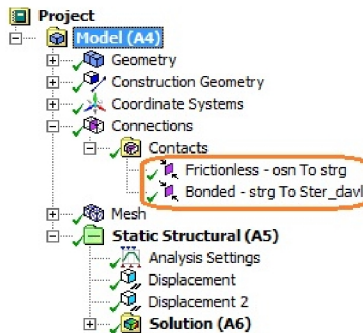 Project
Model (A4)
Geometry
Construction Geometry
Coordinate Systems
Connections
Contacts
Frictionless - osn To strg
Bonded - strg To Ster_davl
Mesh
Static Structural (A5)
Analysis Settings
Displacement
Displacement 2
Solution (A6)